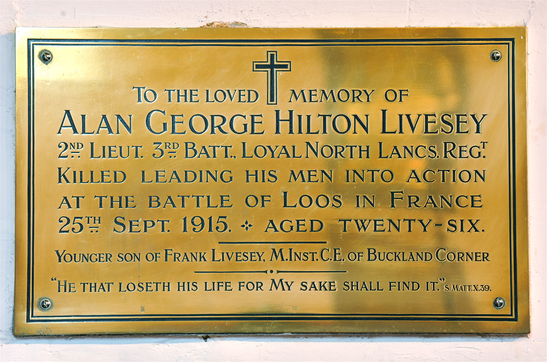 TO THE LOVED MEMORY OF
ALAN GEORGE HILTON LIVESEY
2ND LIEUT. 3RD BATT., LOYAL NORTH LANCS. REGT.
KILLED LEADING HIS MEN INTO ACTION
AT THE BATTLE OF LOOS IN FRANCE
25TH SEPT. 1915. AGED TWENTY-SIX.
YOUNGER SON OF FRANK LIVESEY, M.INST.C.E. OF BUCKLAND CORNER
"HE THAT LOSETH HIS LIFE FOR MY SAKE SHALL FIND IT." S. MATT. X. 39.